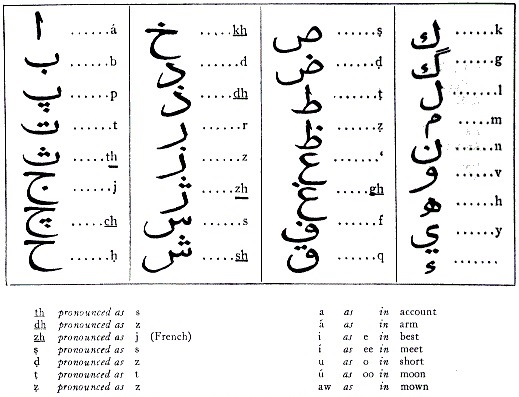 ا ......á
ب ......b
پ ......p
ت ......t
ث ......th
ج ......j
چ ......ch
ح ......ḥ
خ ......kh
د ......d
ذ ......dh
ر ......r
ز ......z
ژ ......zh
س ......s
ش ......sh
ص ......ṣ
ض ......ḍ
ط ......ṭ
ظ ......ẓ
ع ......‘
غ ......gh
ف ......f
ق ......q
ك ......k
گ ......g
ل ......l
م ......m
ن ......n
و ......v
ه ......h
ي ......y
ء .......
th pronounced as s
dh pronounced as z
zh pronounced as j (French)
ṣ pronounced as s
ḍ pronounced as z
ṭ pronounced as t
ẓ pronounced as z
a as in account
á as in arm
i as e in best
í as ee in meet
u as o in short
ú as oo in moon
aw as in mown